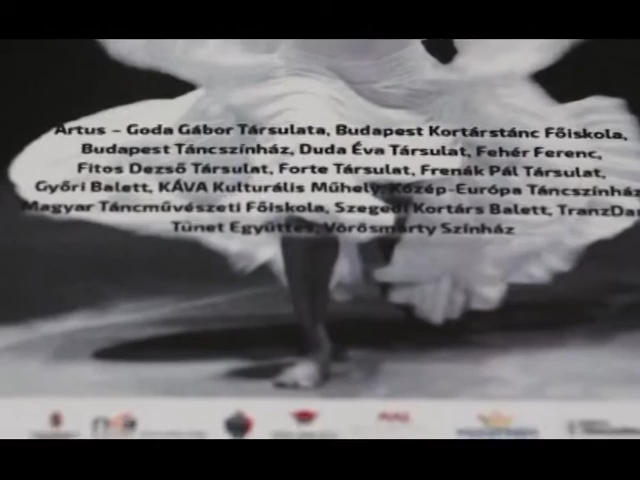 Artus – Goda Gábor Társulata, Budapest Kortárstánc Főiskola,
Budapest Táncszínház, Duda Éva Társulat, Fehér Ferenc,
Fitos Dezső Társulat, Forte Társulat, Frenák Pál Társulat,
Győri Balett, KÁVA Kulturális Műhely, Közép-Európa Táncszínház
Magyar Táncművészeti Főiskola, Szegedi Kortárs Balett,
Tünet Együttes, Vörösmarty Színház